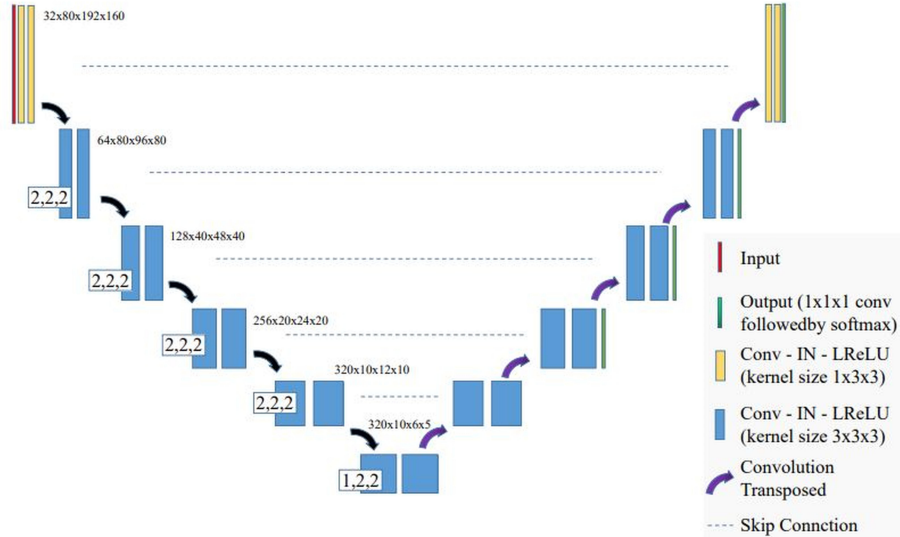 32x80x192x160
64x80x96x80
2,2,2
128x40x48x40
2,2,2
256x20x24x20
2,2,2
320x10x12x10
2,2,2
320x10x6x5
1,2,2
Input
Output (1x1x1 conv
followedby softmax)
Conv - IN - LReLU
(kernel size 1x3x3)
Conv - IN - LReLU
(kernel size 3x3x3)
Convolution
Transposed
Skip Connction